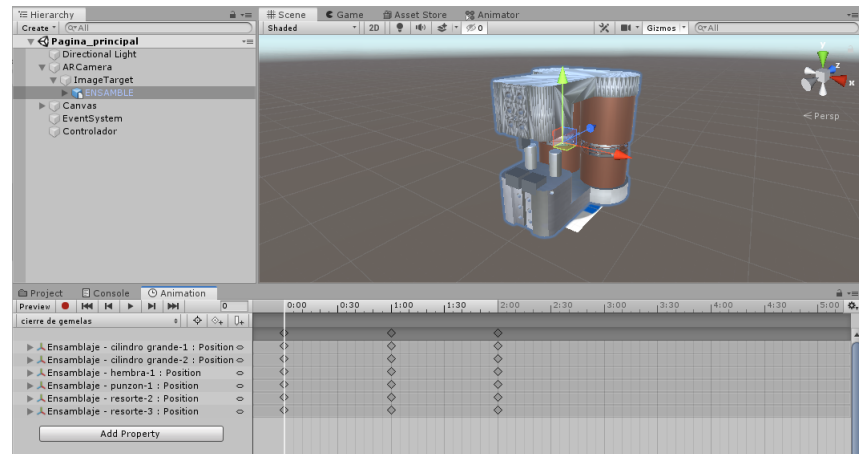 Hierarchy
Create
All
Pagina_principal
Directional Light
ARCamera
ImageTarget
ENSAMBLE
Canvas
EventSystem
Controlador
Scene Game Asset Store Animator
Shaded 2D 0 Gizmos All
y
z
x
Persp
Project Console Animation
Preview 0 0:00 0:30 1:00 1:30 2:00 2:30 3:00 3:30 4:00 4:30 5:00
cierre de gemelas
Ensamblaje - cilindro grande-1 : Position
Ensamblaje - cilindro grande-2 : Position
Ensamblaje - hembra-1 : Position
Ensamblaje - punzon-1 : Position
Ensamblaje - resorte-2 : Position
Ensamblaje - resorte-3 : Position
Add Property